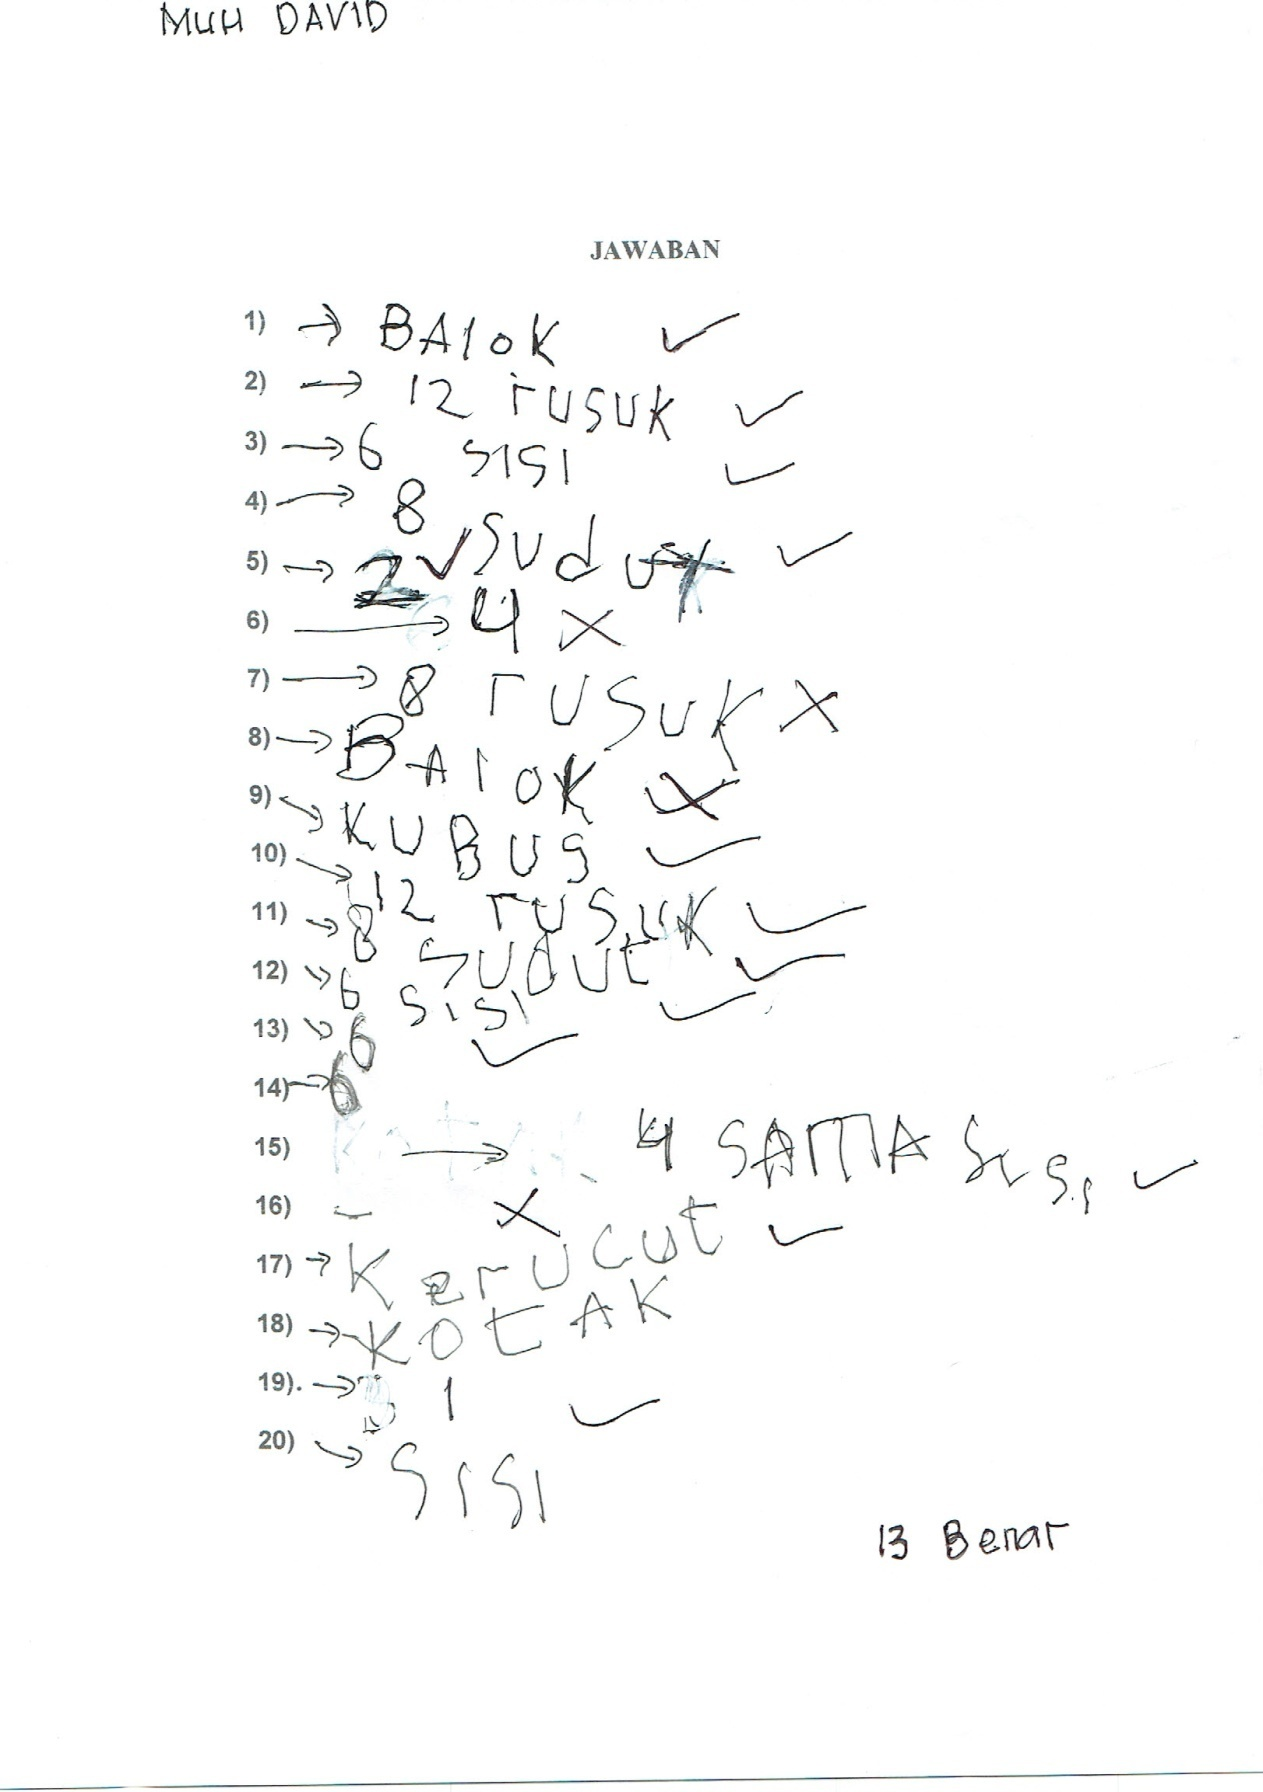 MUH DAVID
JAWABAN
1) → BAlOK ✓
2) → 12 rusuk ✓
3) → 6 SISI ✓
4) → 8 sudut ✓
5) → 2 ✓
6) → 4 ×
7) → 8 rusuk ×
8) → BAlOK ×
9) → KUBUS ✓
10) → 12 rusuk ✓
11) → 8 sudut ✓
12) → 6 sisi ✓
13) → 6 ✓
14) → 6
15) → 4 SAMA Sisi ✓
16) - ×
17) → Kerucut ✓
18) → KOtAK
19). → 1 ✓
20) → SISI
13 Benar